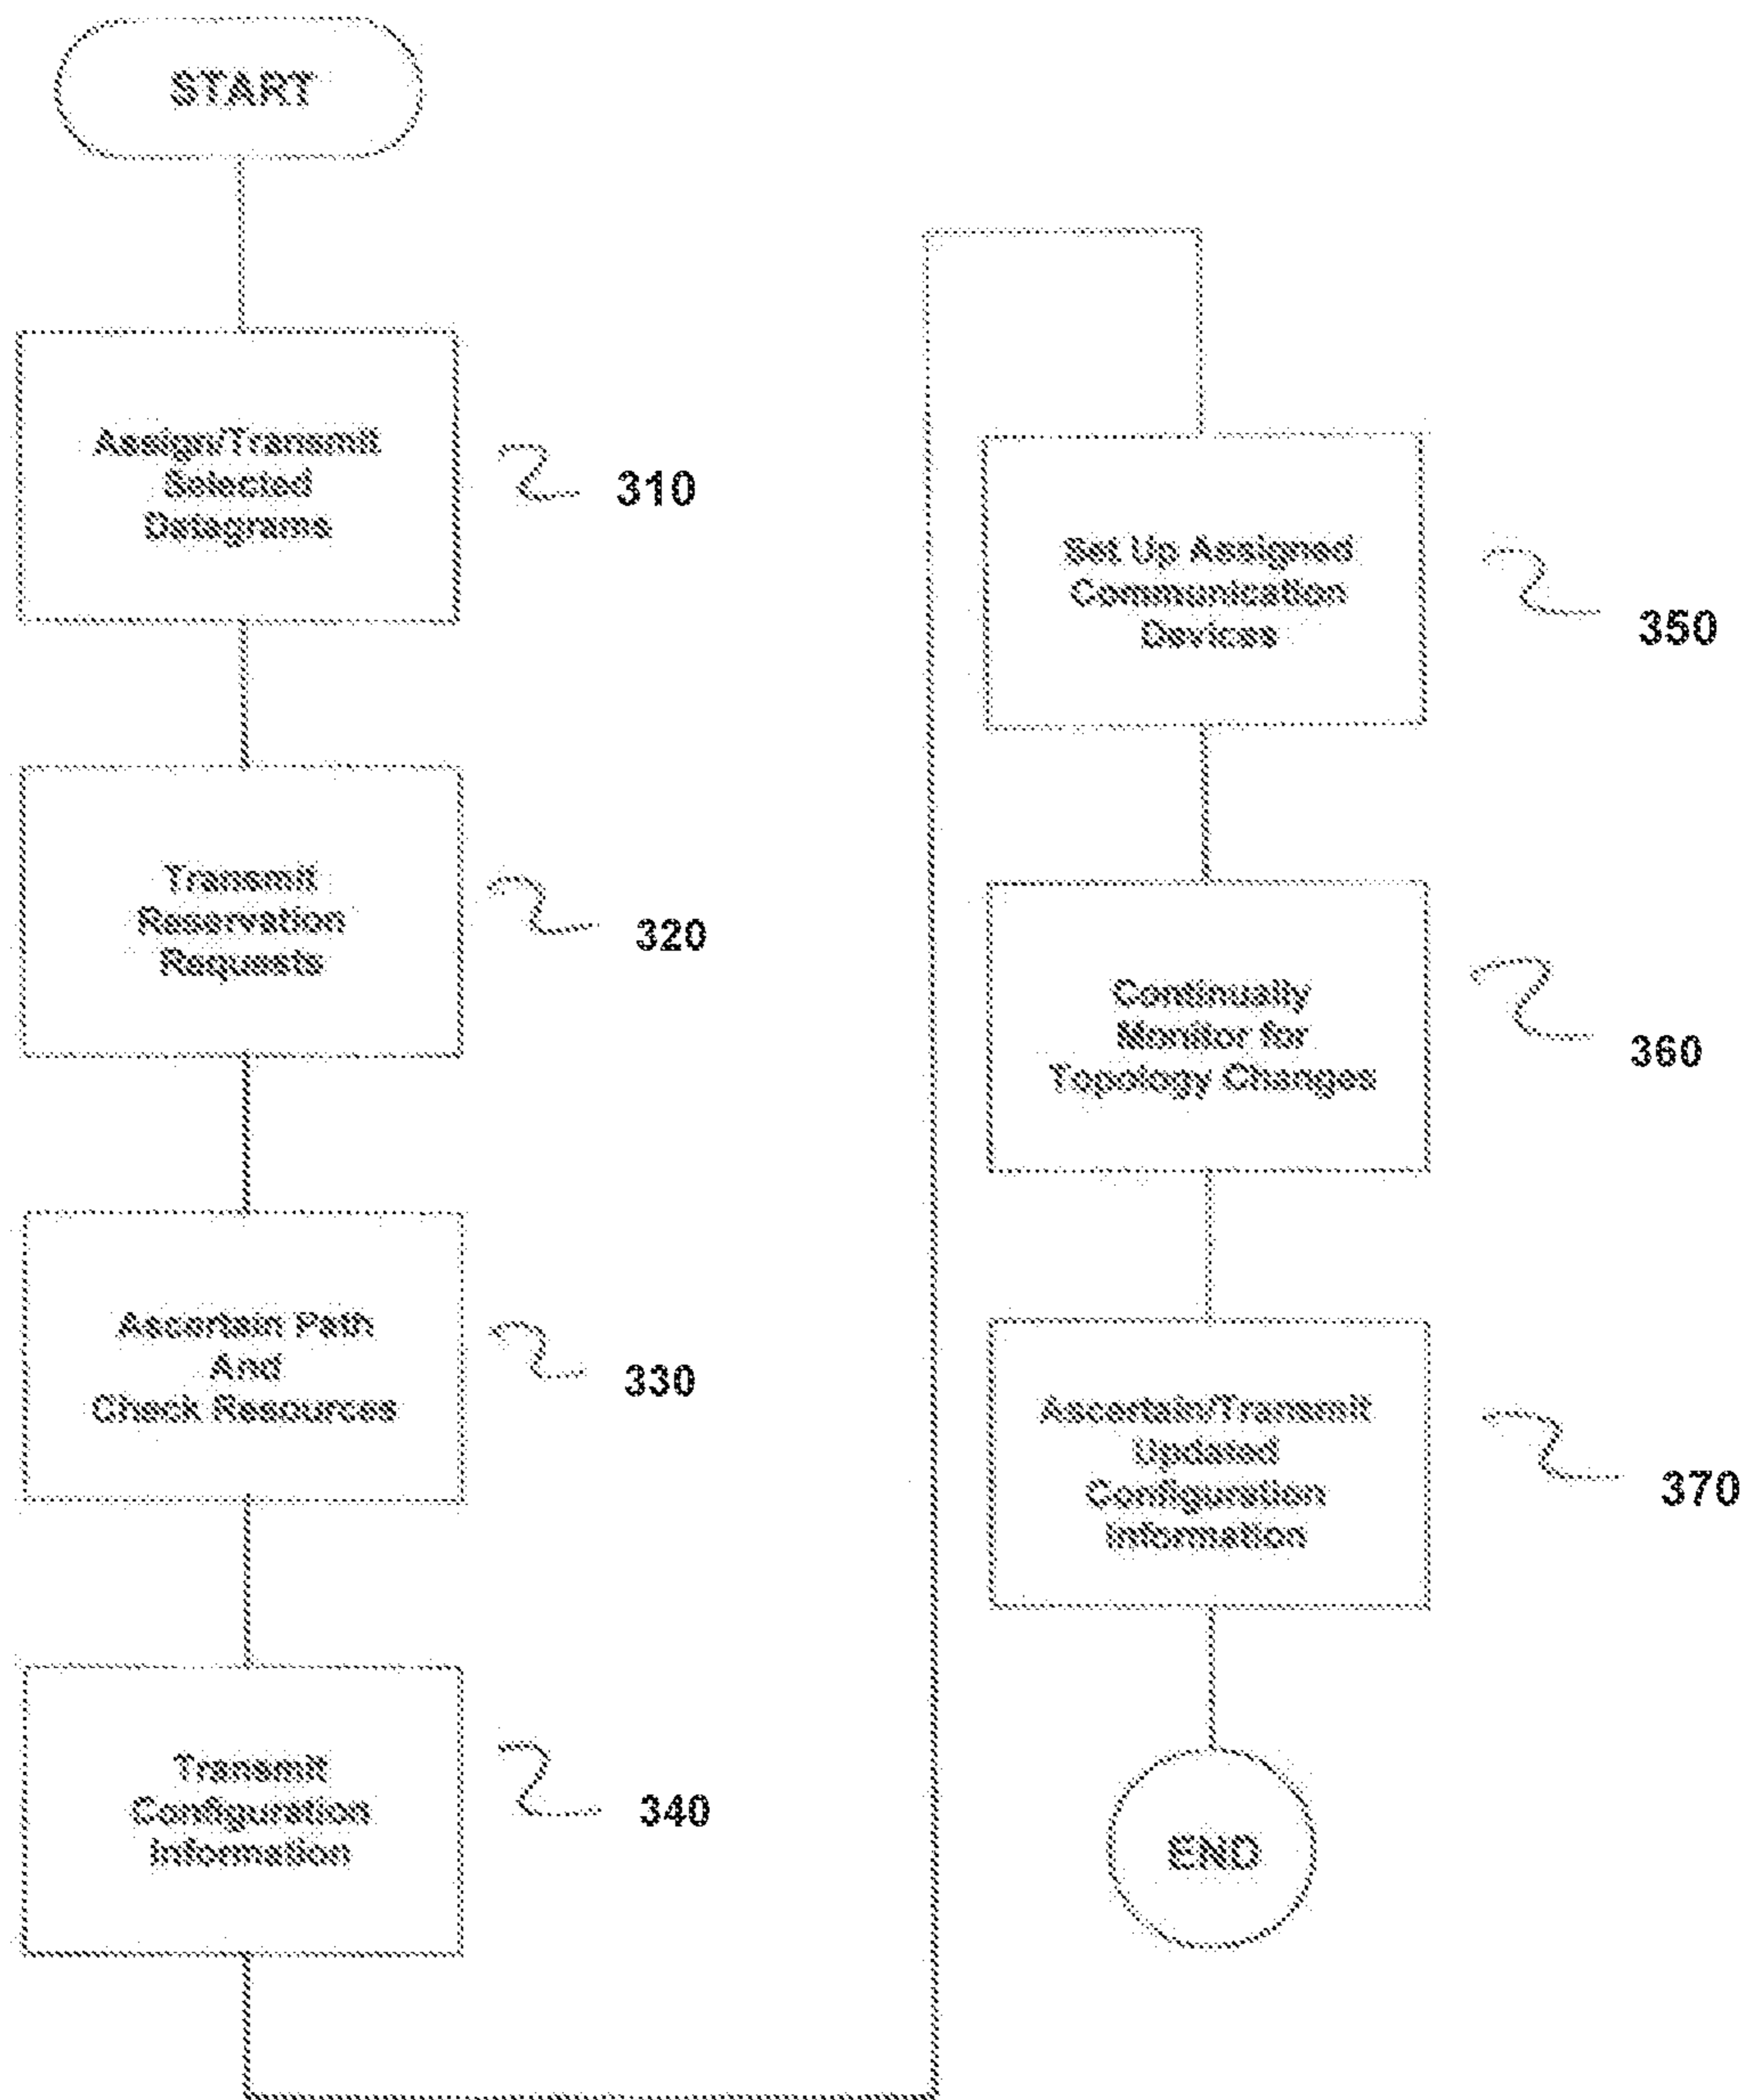 START
Assign/Transmit
Selected
Datagrams
310
Transmit
Reservation
Requests
320
Ascertain Path
And
Check Resources
330
Transmit
Configuration
Information
340
Set Up Assigned
Communication
Devices
350
Continually
Monitor for
Topology Changes
360
Ascertain/Transmit
Updated
Configuration
Information
370
END